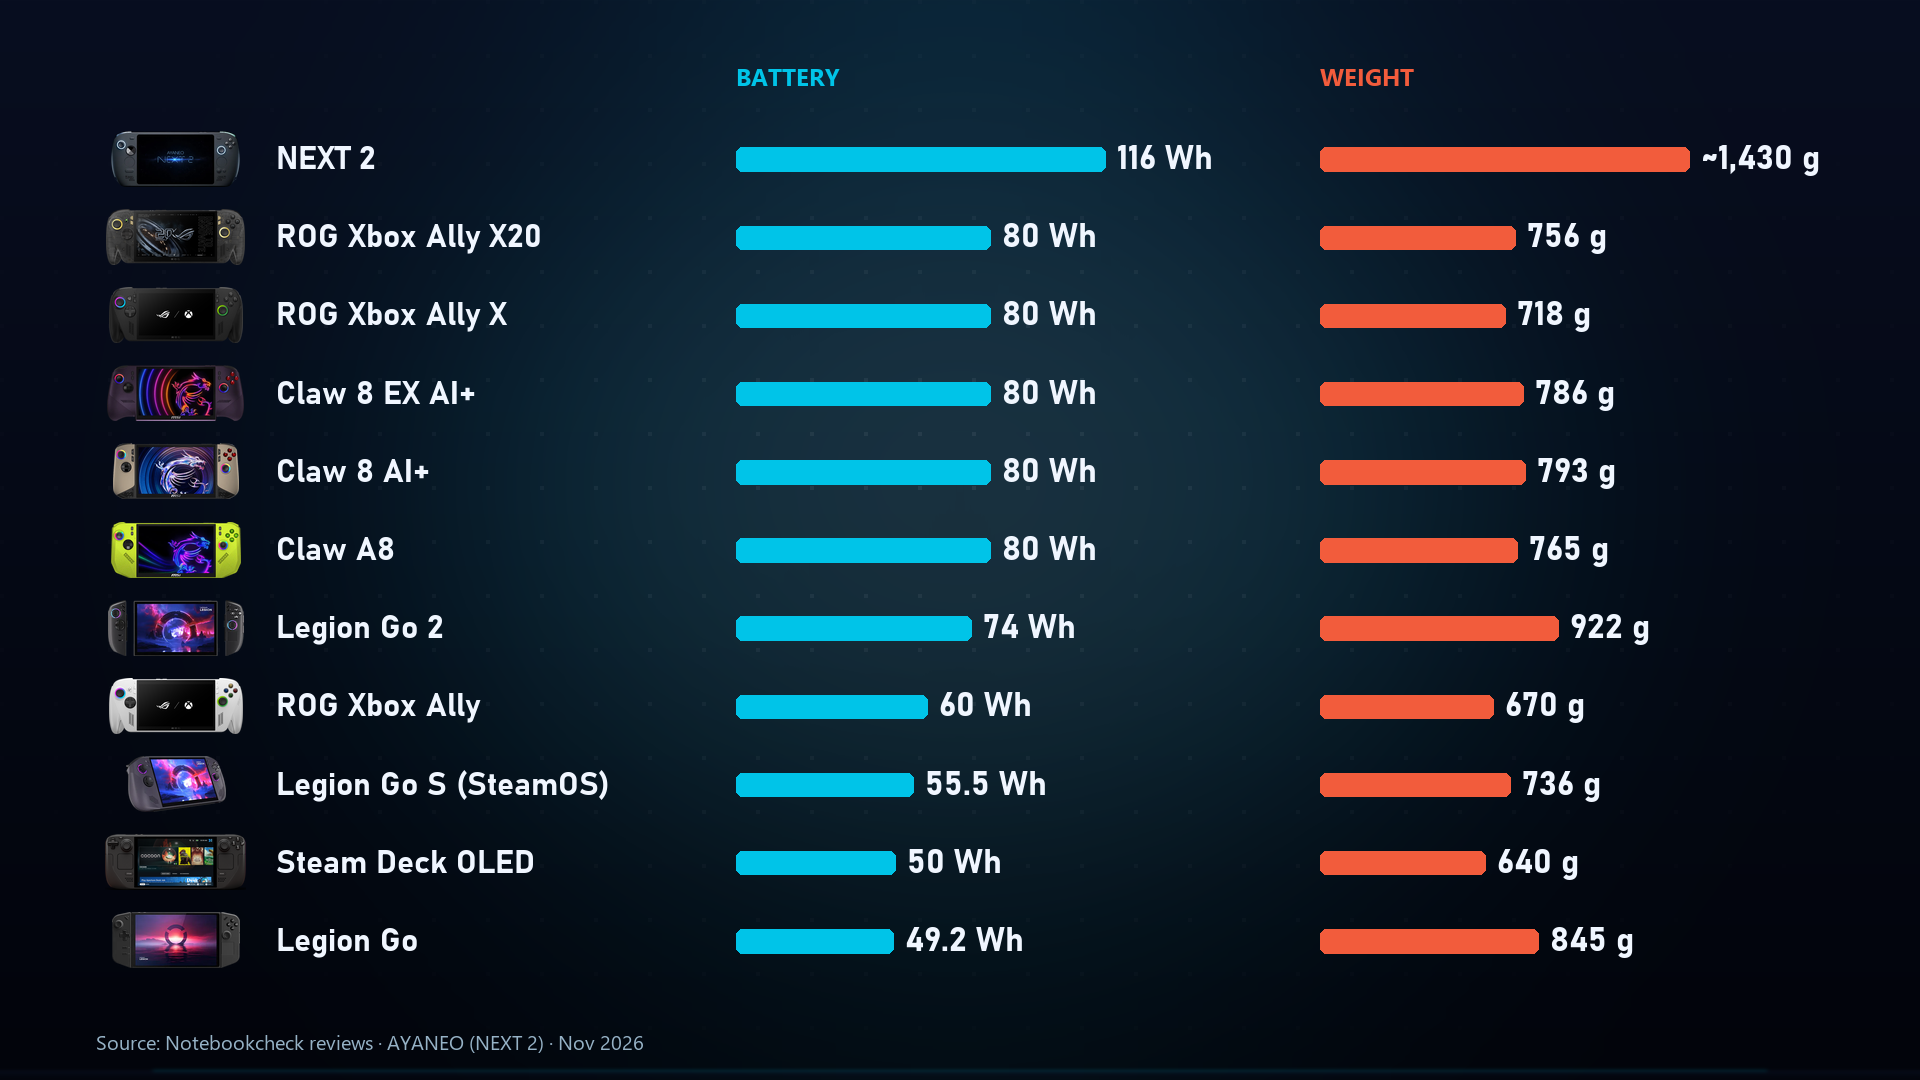 BATTERY WEIGHT
NEXT 2 116 Wh ~1,430 g
ROG Xbox Ally X20 80 Wh 756 g
ROG Xbox Ally X 80 Wh 718 g
Claw 8 EX AI+ 80 Wh 786 g
Claw 8 AI+ 80 Wh 793 g
Claw A8 80 Wh 765 g
Legion Go 2 74 Wh 922 g
ROG Xbox Ally 60 Wh 670 g
Legion Go S (SteamOS) 55.5 Wh 736 g
Steam Deck OLED 50 Wh 640 g
Legion Go 49.2 Wh 845 g
Source: Notebookcheck reviews · AYANEO (NEXT 2) · Nov 2026